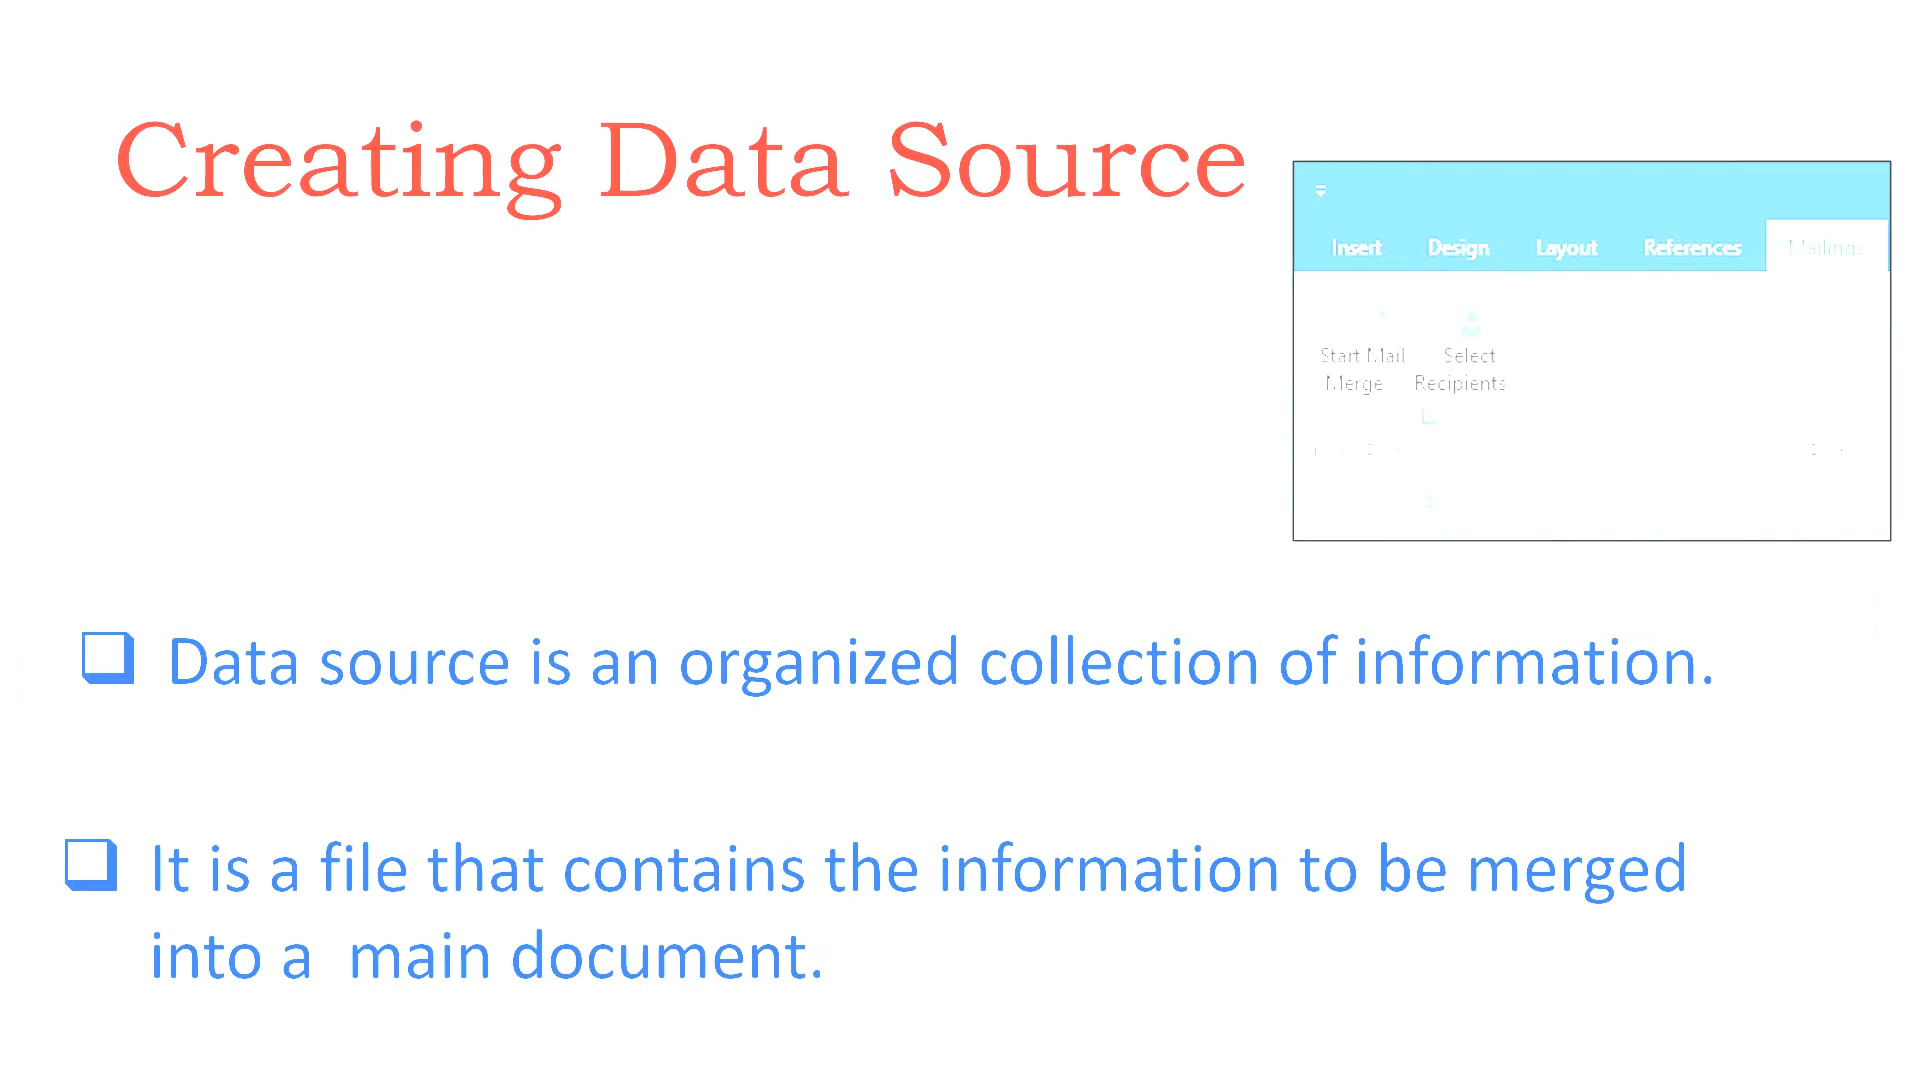 Creating Data Source
Insert Design Layout References Mailings
Start Mail Select
Merge Recipients
Data source is an organized collection of information.
It is a file that contains the information to be merged
into a main document.